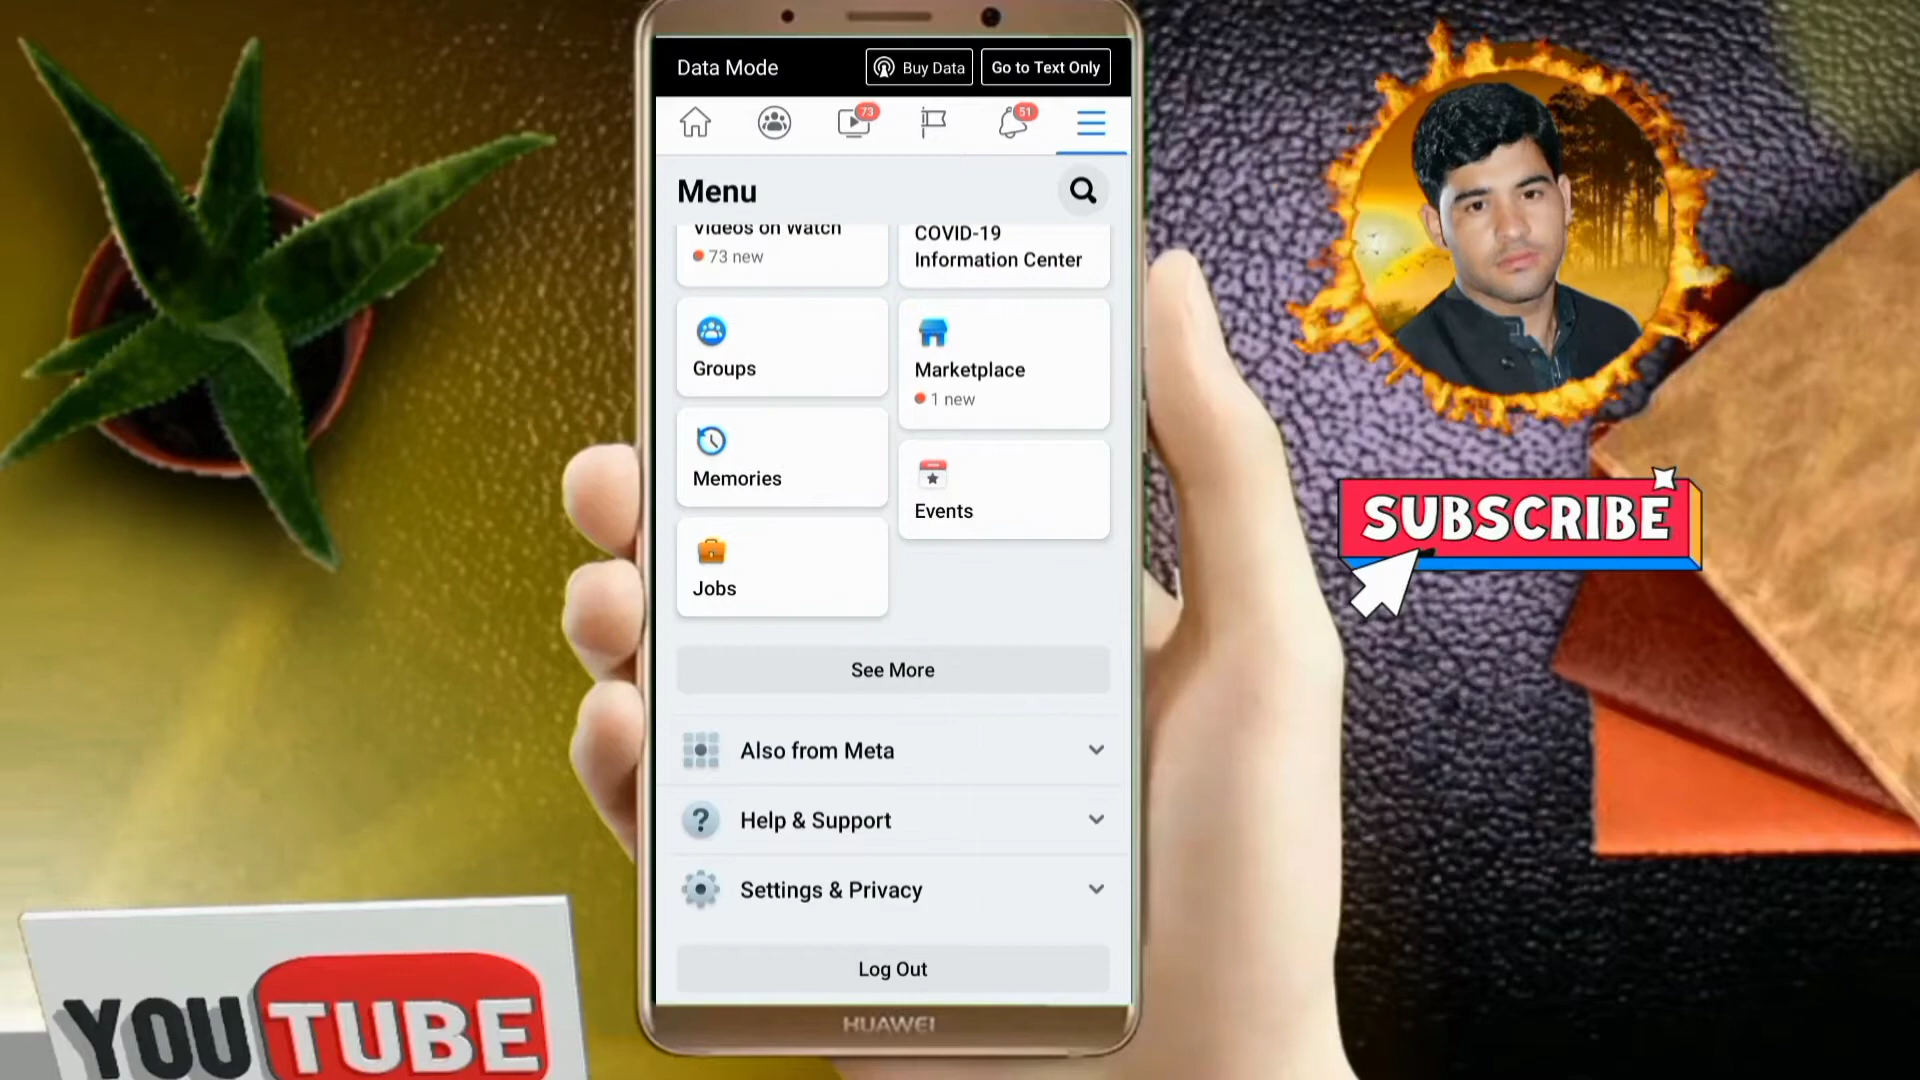 Data Mode
Buy Data
Go to Text Only
73
51
Menu
Videos on Watch
73 new
COVID-19
Information Center
Groups
Marketplace
1 new
Memories
Events
Jobs
See More
Also from Meta
? Help & Support
Settings & Privacy
Log Out
HUAWEI
SUBSCRIBE
YOUTUBE